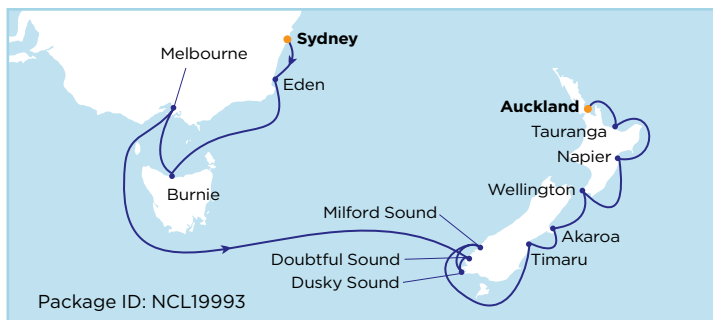 Sydney
Melbourne
Eden
Auckland
Tauranga
Napier
Wellington
Burnie
Milford Sound
Akaroa
Doubtful Sound
Timaru
Dusky Sound
Package ID: NCL19993